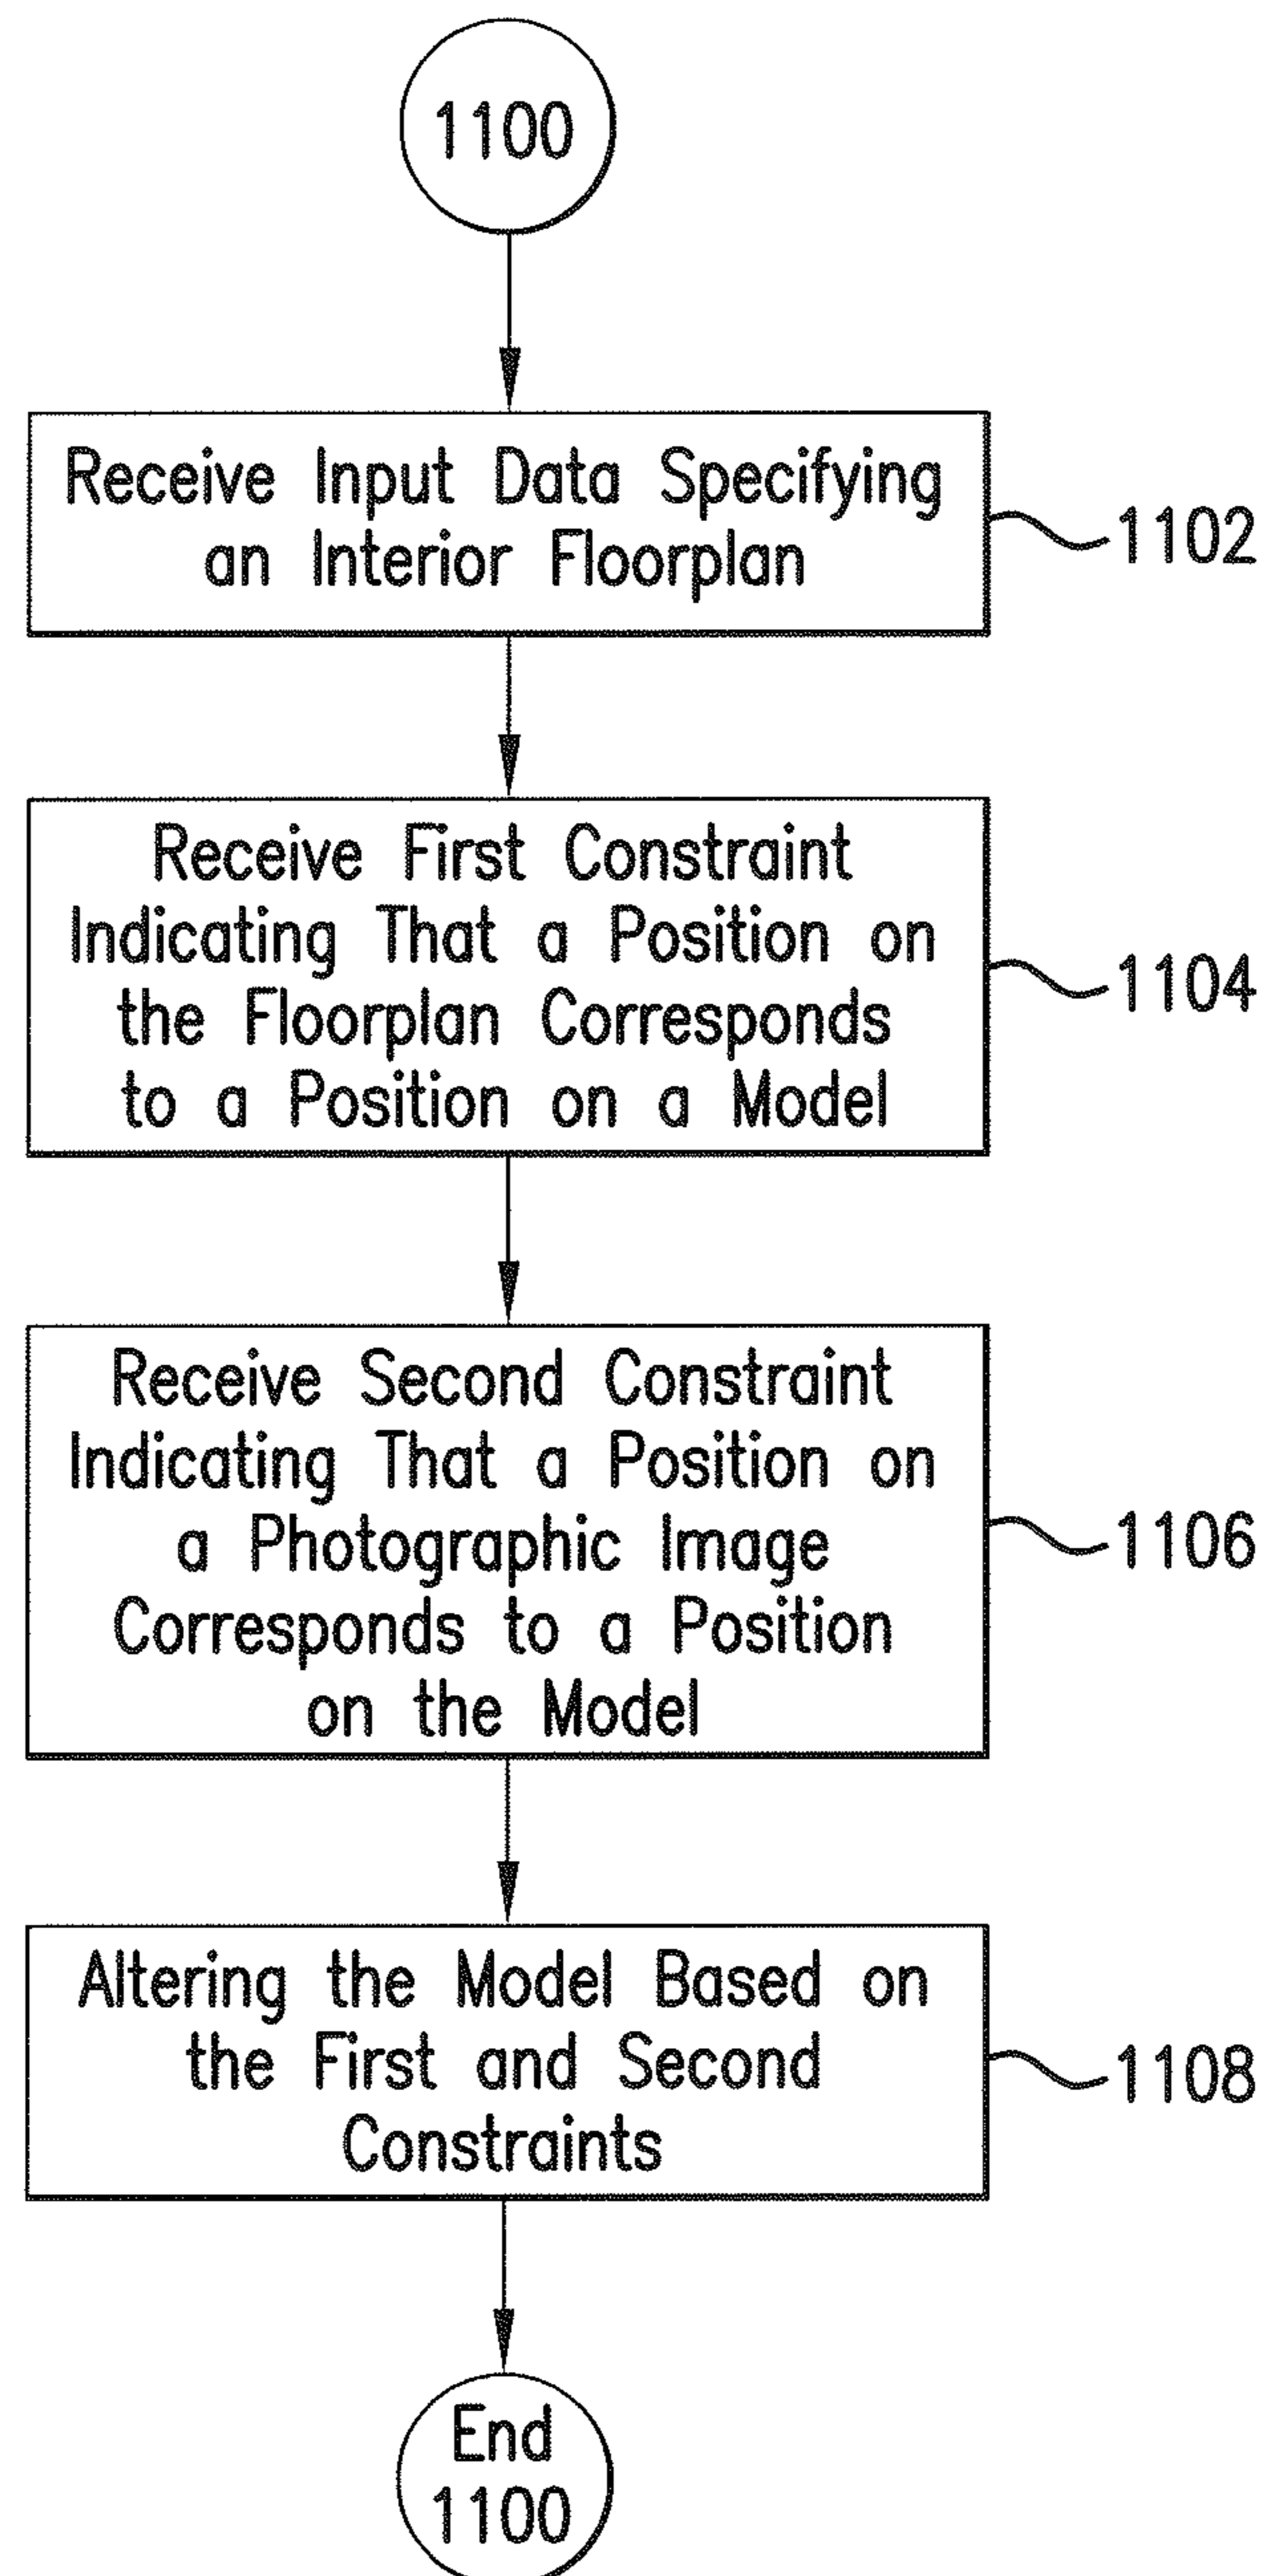 1100
Receive Input Data Specifying
an Interior Floorplan
1102
Receive First Constraint
Indicating That a Position on
the Floorplan Corresponds
to a Position on a Model
1104
Receive Second Constraint
Indicating That a Position on
a Photographic Image
Corresponds to a Position
on the Model
1106
Altering the Model Based on
the First and Second
Constraints
1108
End
1100